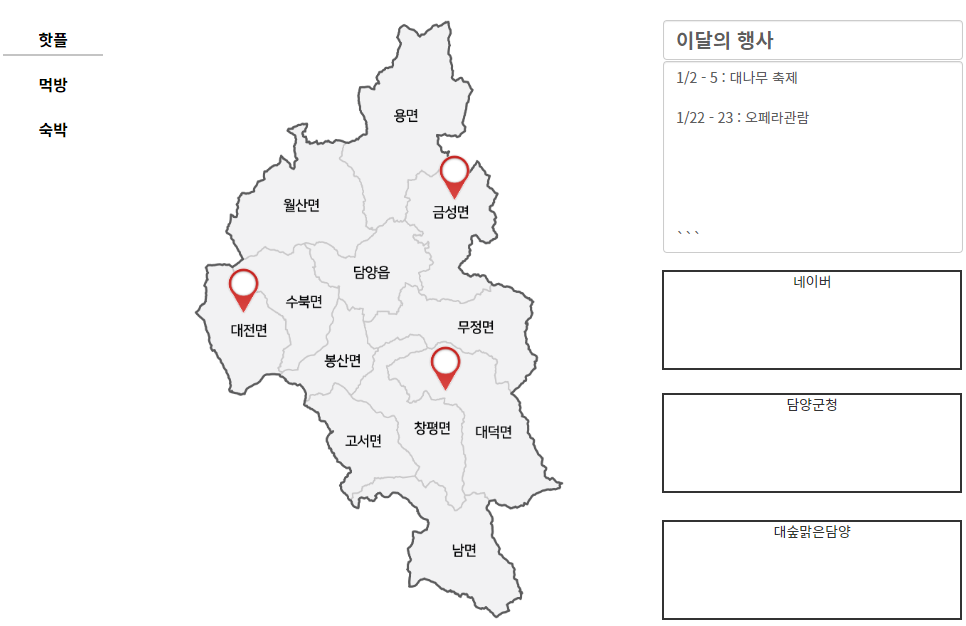 핫플
먹방
숙박
용면
월산면
금성면
담양읍
수북면
대전면
무정면
봉산면
창평면
대덕면
고서면
남면
이달의 행사
1/2 - 5 : 대나무 축제
1/22 - 23 : 오페라관람
```
네이버
담양군청
대숲맑은담양